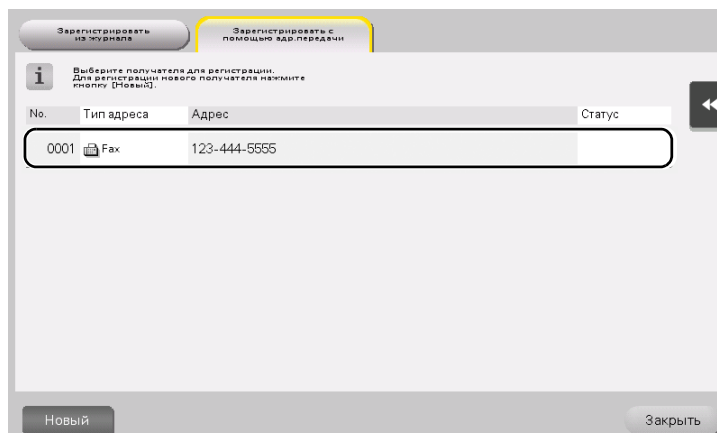 Зарегистрировать
из журнала
Зарегистрировать с
помощью адр.передачи
i
Выберите получателя для регистрации.
Для регистрации нового получателя нажмите
кнопку [Новый].
No. Тип адреса Адрес Статус
0001 Fax 123-444-5555
Новый Закрыть